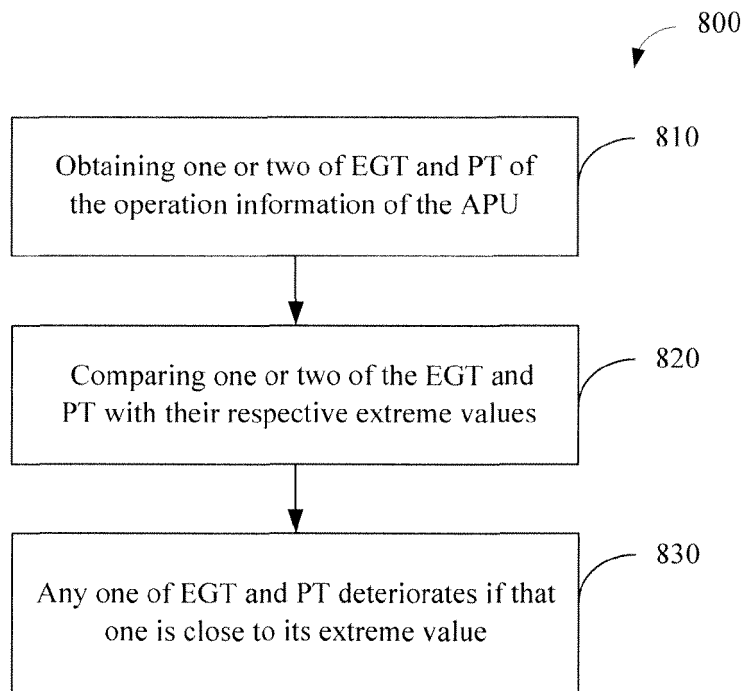 800
Obtaining one or two of EGT and PT of
the operation information of the APU
810
Comparing one or two of the EGT and
PT with their respective extreme values
820
Any one of EGT and PT deteriorates if that
one is close to its extreme value
830